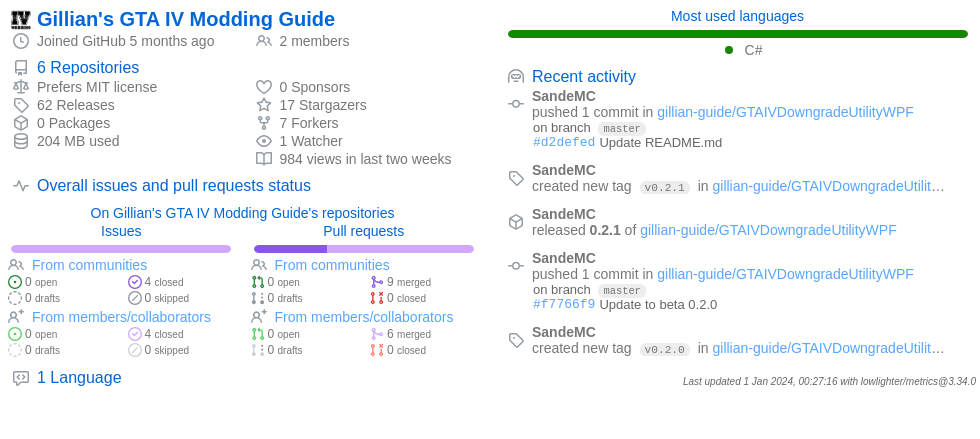 Gillian's GTA IV Modding Guide
Joined GitHub 5 months ago
2 members
6 Repositories
Prefers MIT license
62 Releases
0 Packages
204 MB used
0 Sponsors
17 Stargazers
7 Forkers
1 Watcher
984 views in last two weeks
Overall issues and pull requests status
On Gillian's GTA IV Modding Guide's repositories
Issues
From communities
0 open
4 closed
0 drafts
0 skipped
From members/collaborators
0 open
4 closed
0 drafts
0 skipped
Pull requests
From communities
0 open
9 merged
0 drafts
0 closed
From members/collaborators
0 open
6 merged
0 drafts
0 closed
1 Language
Most used languages
C#
Recent activity
SandeMC
pushed 1 commit in gillian-guide/GTAIVDowngradeUtilityWPF
on branch master
#d2defed Update README.md
SandeMC
created new tag v0.2.1 in gillian-guide/GTAIVDowngradeUtilit…
SandeMC
released 0.2.1 of gillian-guide/GTAIVDowngradeUtilityWPF
SandeMC
pushed 1 commit in gillian-guide/GTAIVDowngradeUtilityWPF
on branch master
#f7766f9 Update to beta 0.2.0
SandeMC
created new tag v0.2.0 in gillian-guide/GTAIVDowngradeUtilit…
Last updated 1 Jan 2024, 00:27:16 with lowlighter/metrics@3.34.0